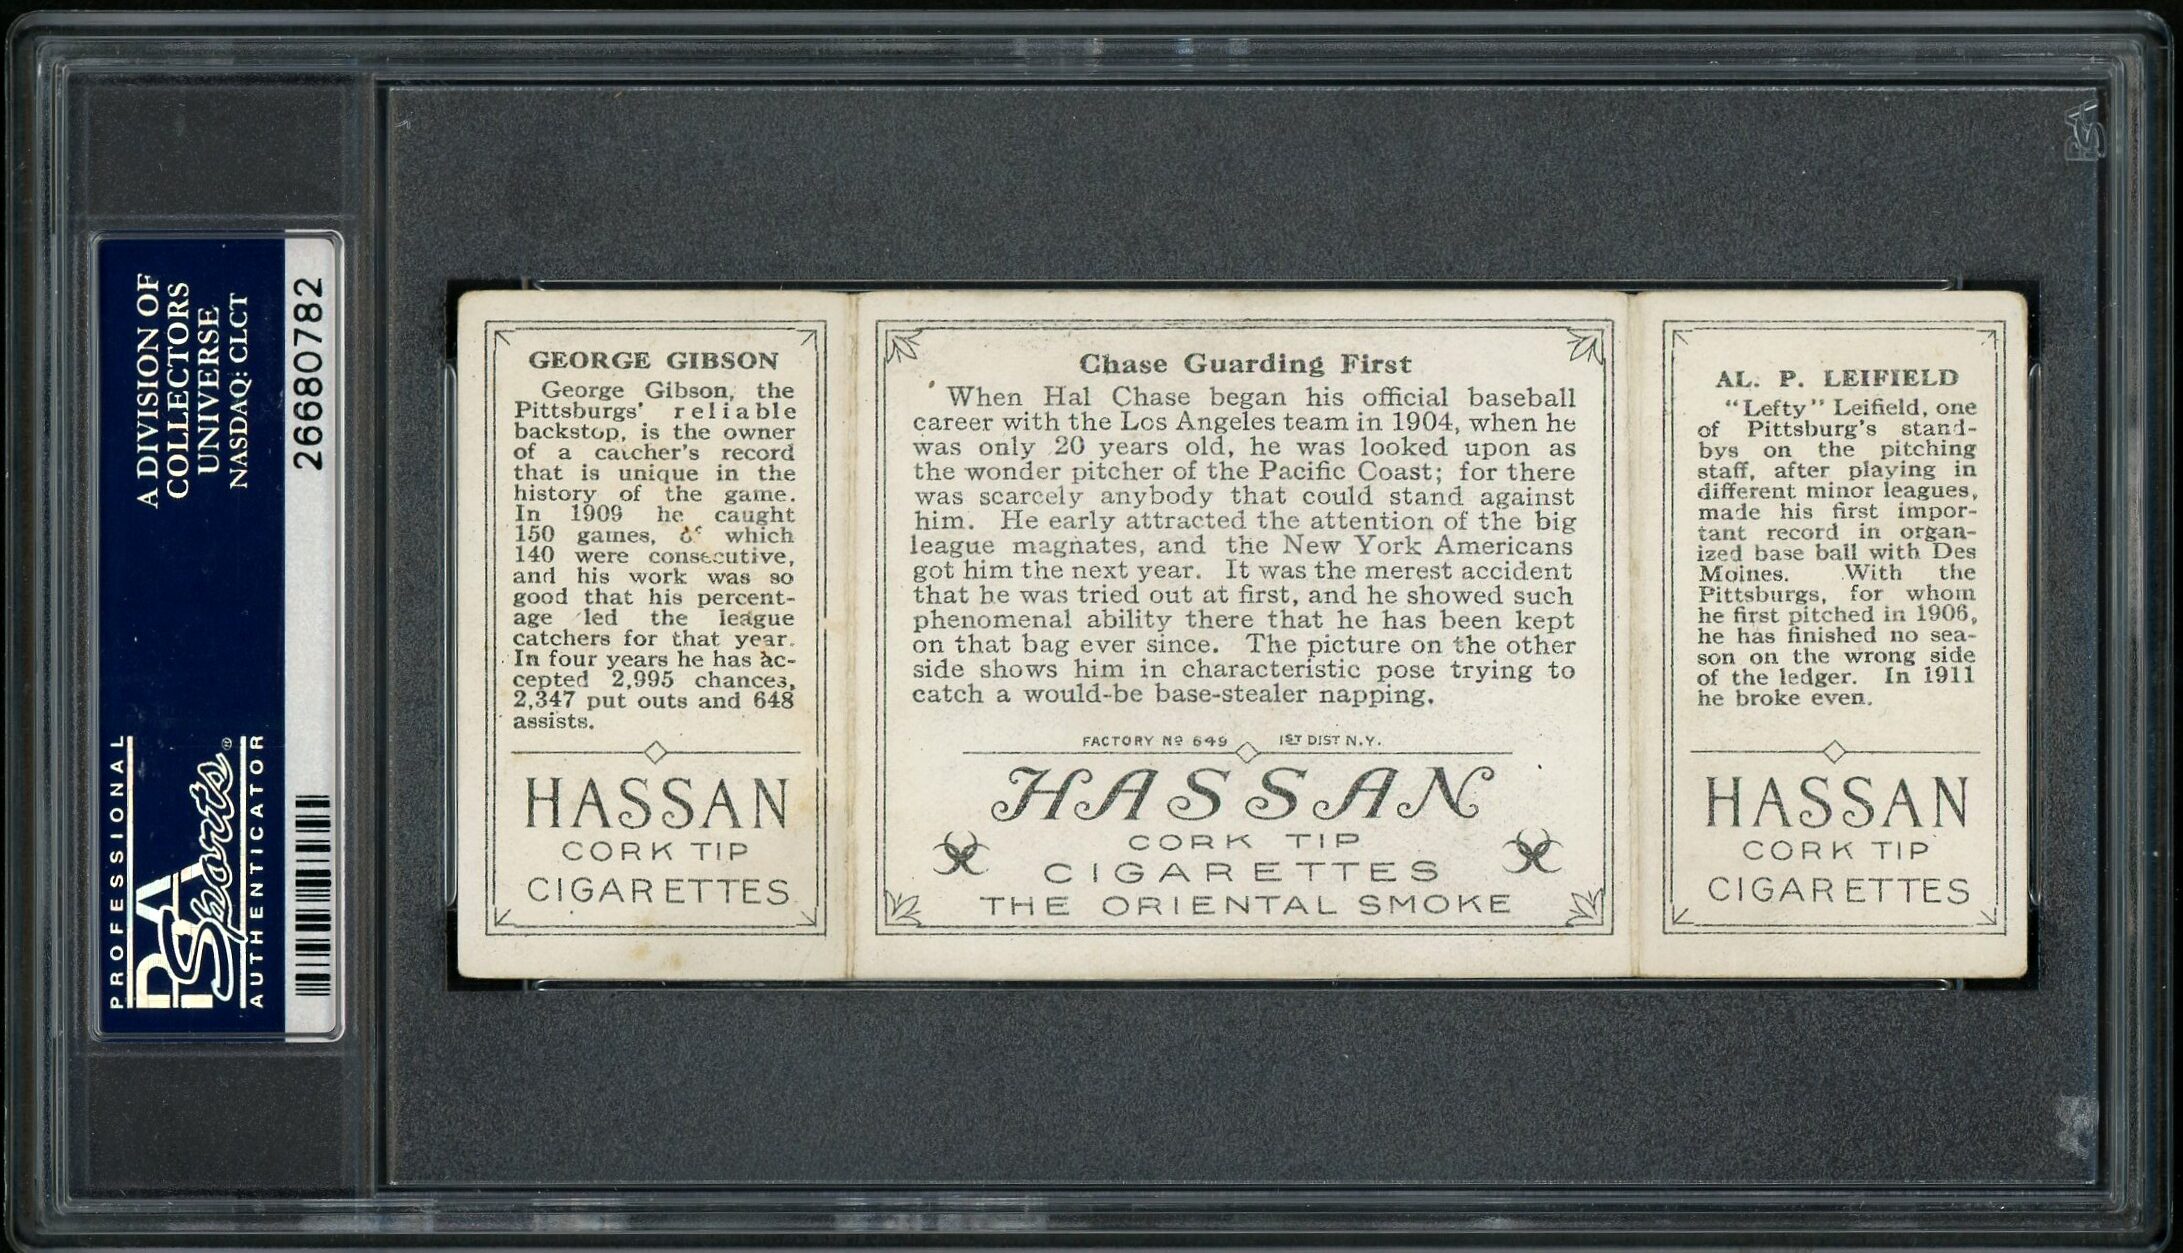 A DIVISION OF
COLLECTORS
UNIVERSE
NASDAQ: CLCT
26680782
PROFESSIONAL
PSA
Sports®
AUTHENTICATOR
GEORGE GIBSON
George Gibson, the
Pittsburgs' reliable
backstop, is the owner
of a catcher's record
that is unique in the
history of the game.
In 1909 he caught
150 games, of which
140 were consecutive,
and his work was so
good that his percent-
age led the league
catchers for that year.
In four years he has ac-
cepted 2,995 chances,
2,347 put outs and 648
assists.
HASSAN
CORK TIP
CIGARETTES
Chase Guarding First
When Hal Chase began his official baseball
career with the Los Angeles team in 1904, when he
was only 20 years old, he was looked upon as
the wonder pitcher of the Pacific Coast; for there
was scarcely anybody that could stand against
him. He early attracted the attention of the big
league magnates, and the New York Americans
got him the next year. It was the merest accident
that he was tried out at first, and he showed such
phenomenal ability there that he has been kept
on that bag ever since. The picture on the other
side shows him in characteristic pose trying to
catch a would-be base-stealer napping.
FACTORY Nº 649 1ST DIST N.Y.
HASSAN
CORK TIP
CIGARETTES
THE ORIENTAL SMOKE
AL. P. LEIFIELD
"Lefty" Leifield, one
of Pittsburg's stand-
bys on the pitching
staff, after playing in
different minor leagues,
made his first impor-
tant record in organ-
ized base ball with Des
Moines. With the
Pittsburgs, for whom
he first pitched in 1906,
he has finished no sea-
son on the wrong side
of the ledger. In 1911
he broke even.
HASSAN
CORK TIP
CIGARETTES
PSA